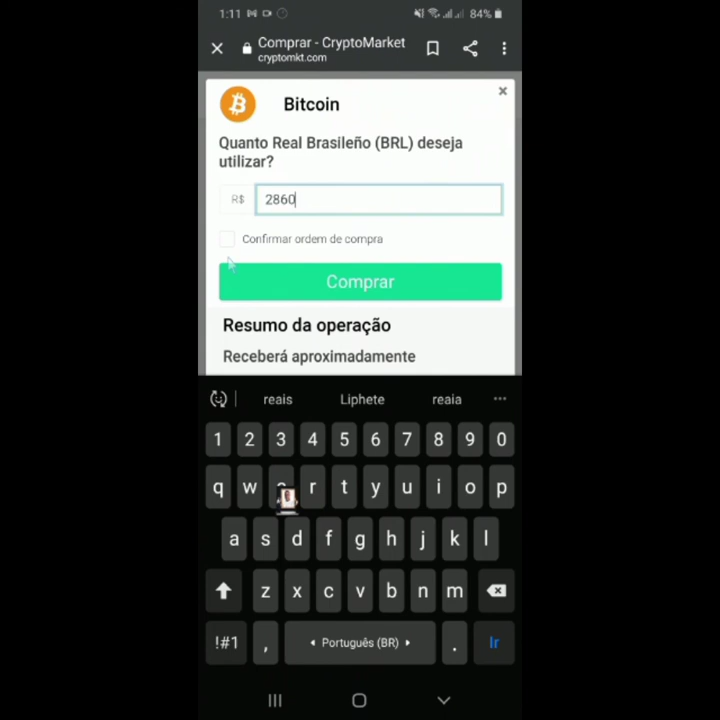 1:11 84%
Comprar - CryptoMarket
cryptomkt.com
Bitcoin
Quanto Real Brasileño (BRL) deseja
utilizar?
R$ 2860
Confirmar ordem de compra
Comprar
Resumo da operação
Receberá aproximadamente
reais Liphete reaia
1 2 3 4 5 6 7 8 9 0
q w r t y u i o p
a s d f g h j k l
z x c v b n m
!#1 , Português (BR) . Ir